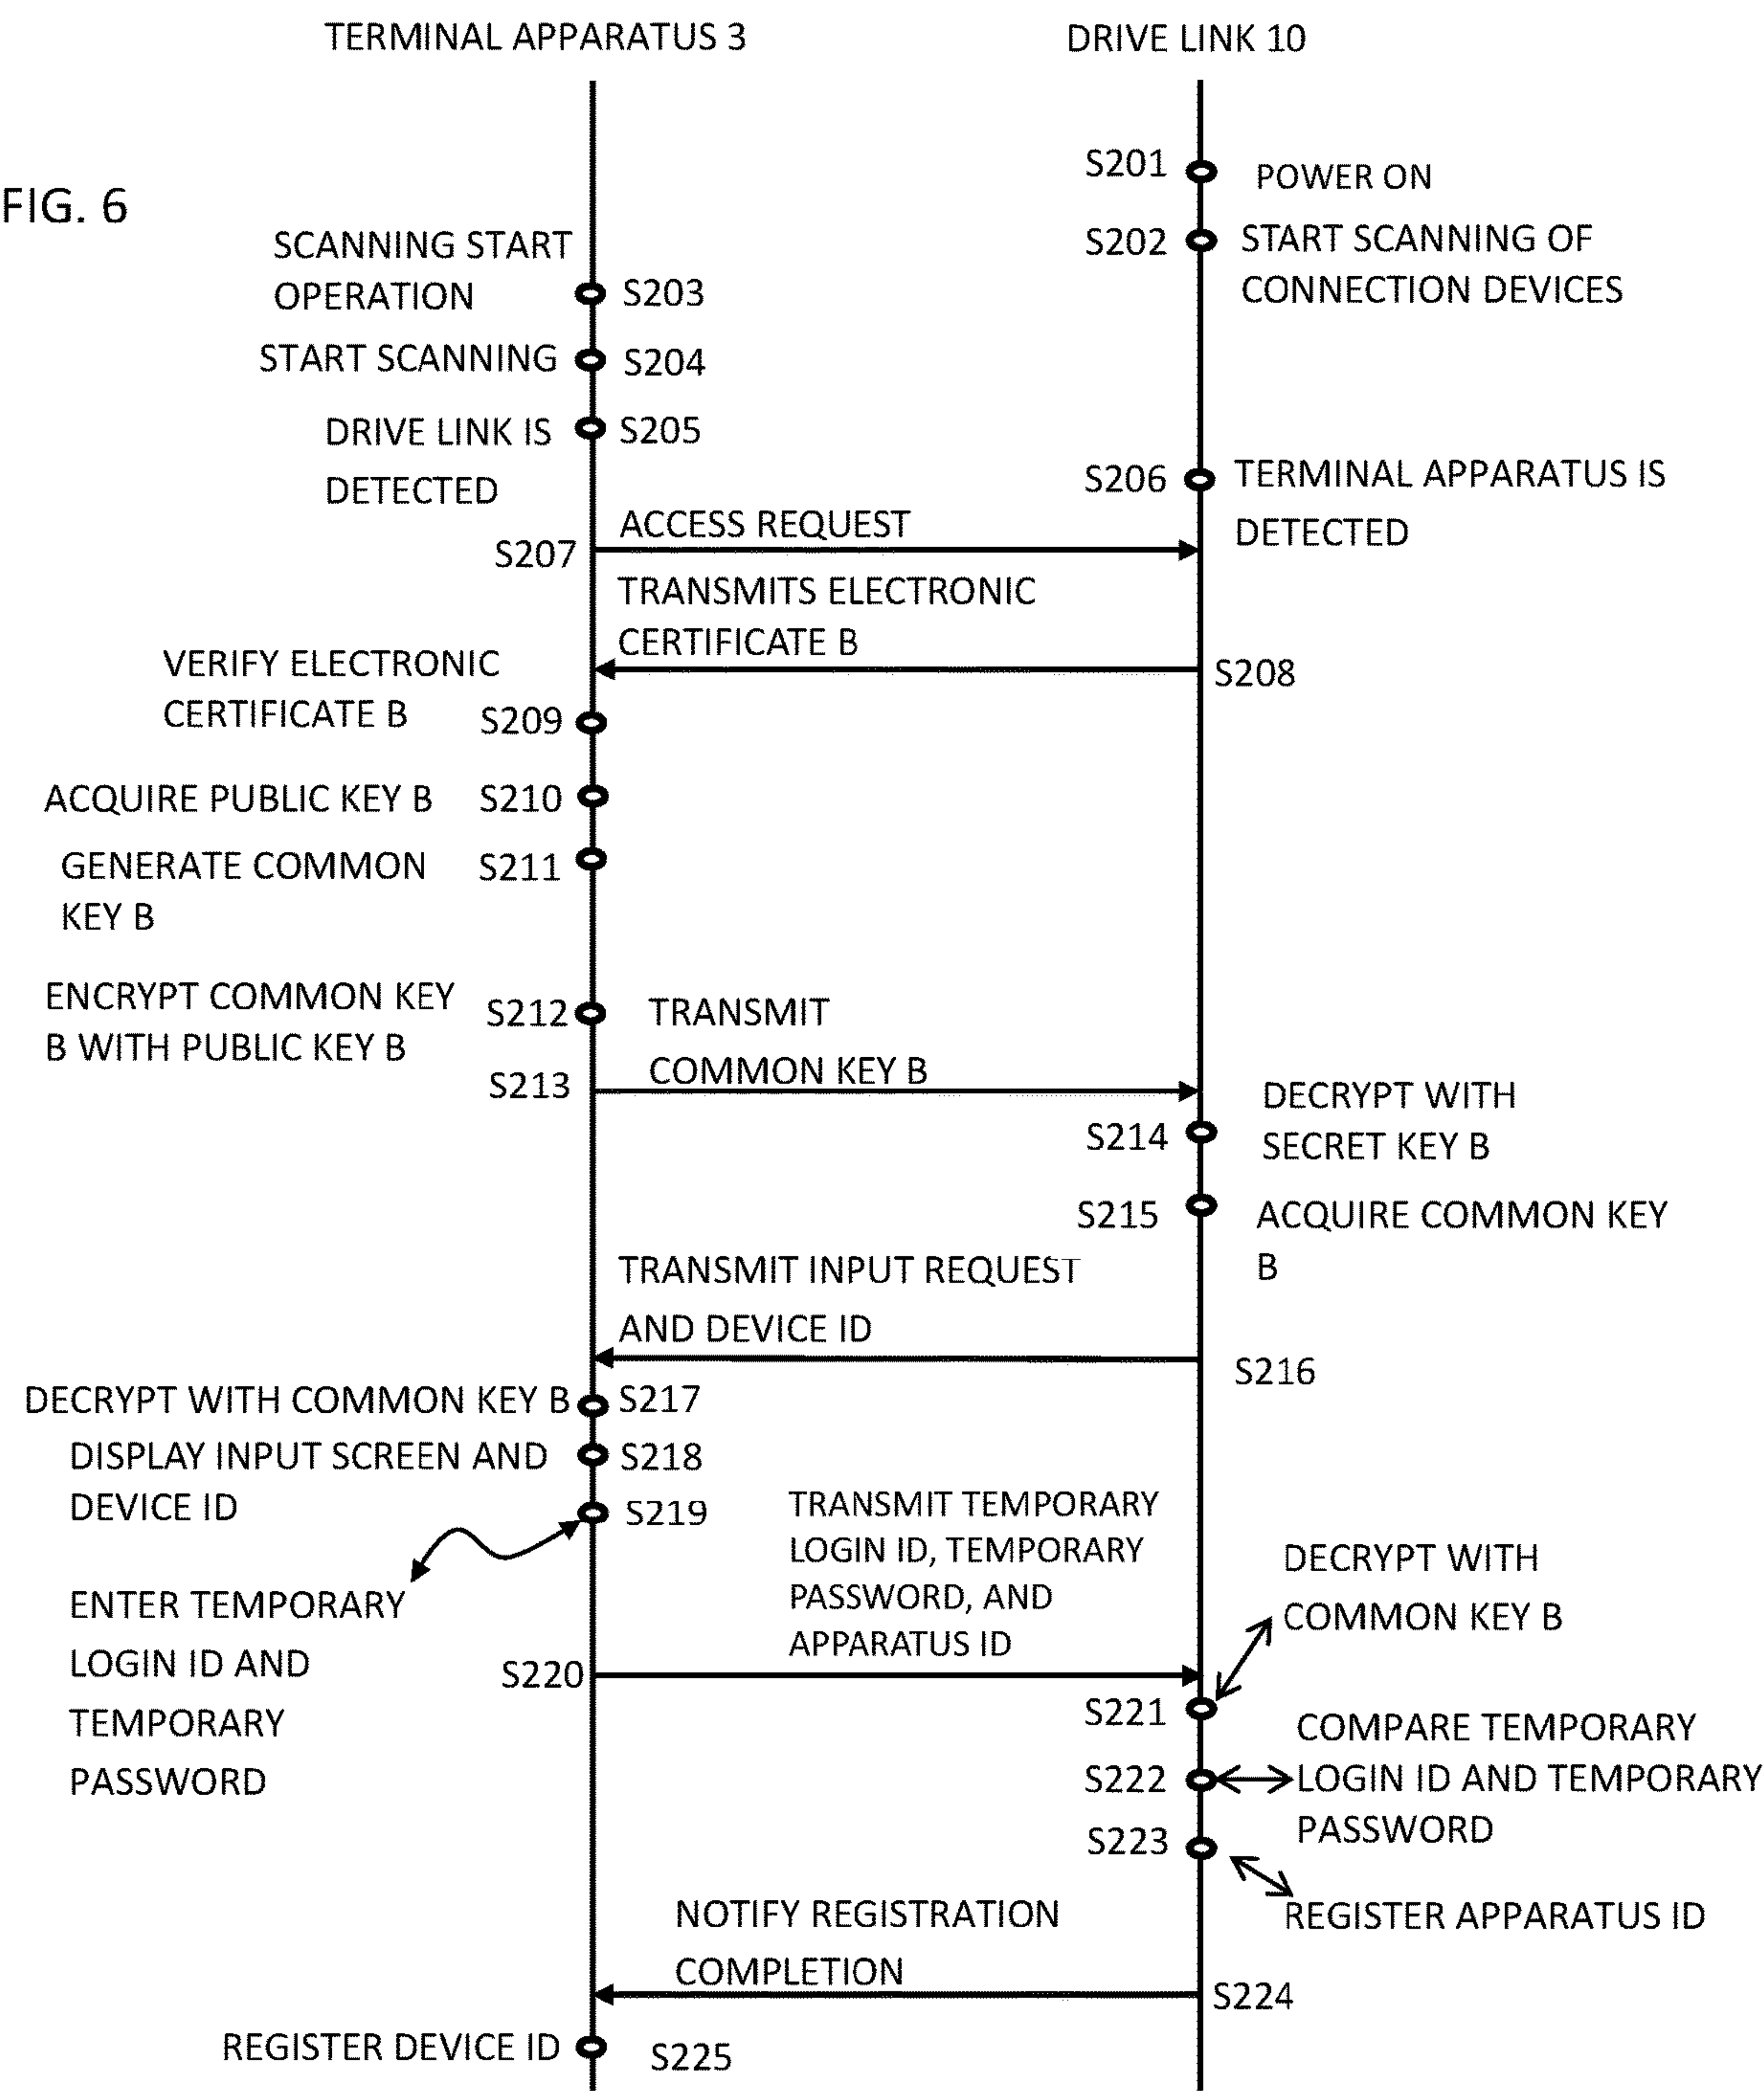 TERMINAL APPARATUS 3
DRIVE LINK 10
FIG. 6
S201
POWER ON
S202
START SCANNING OF
CONNECTION DEVICES
SCANNING START
OPERATION
S203
START SCANNING
S204
DRIVE LINK IS
DETECTED
S205
S206
TERMINAL APPARATUS IS
DETECTED
S207
ACCESS REQUEST
TRANSMITS ELECTRONIC
CERTIFICATE B
S208
VERIFY ELECTRONIC
CERTIFICATE B
S209
ACQUIRE PUBLIC KEY B
S210
GENERATE COMMON
KEY B
S211
ENCRYPT COMMON KEY
B WITH PUBLIC KEY B
S212
TRANSMIT
COMMON KEY B
S213
S214
DECRYPT WITH
SECRET KEY B
S215
ACQUIRE COMMON KEY
B
TRANSMIT INPUT REQUEST
AND DEVICE ID
S216
DECRYPT WITH COMMON KEY B
S217
DISPLAY INPUT SCREEN AND
DEVICE ID
S218
S219
ENTER TEMPORARY
LOGIN ID AND
TEMPORARY
PASSWORD
TRANSMIT TEMPORARY
LOGIN ID, TEMPORARY
PASSWORD, AND
APPARATUS ID
S220
DECRYPT WITH
COMMON KEY B
S221
S222
COMPARE TEMPORARY
LOGIN ID AND TEMPORARY
PASSWORD
S223
REGISTER APPARATUS ID
NOTIFY REGISTRATION
COMPLETION
S224
REGISTER DEVICE ID
S225